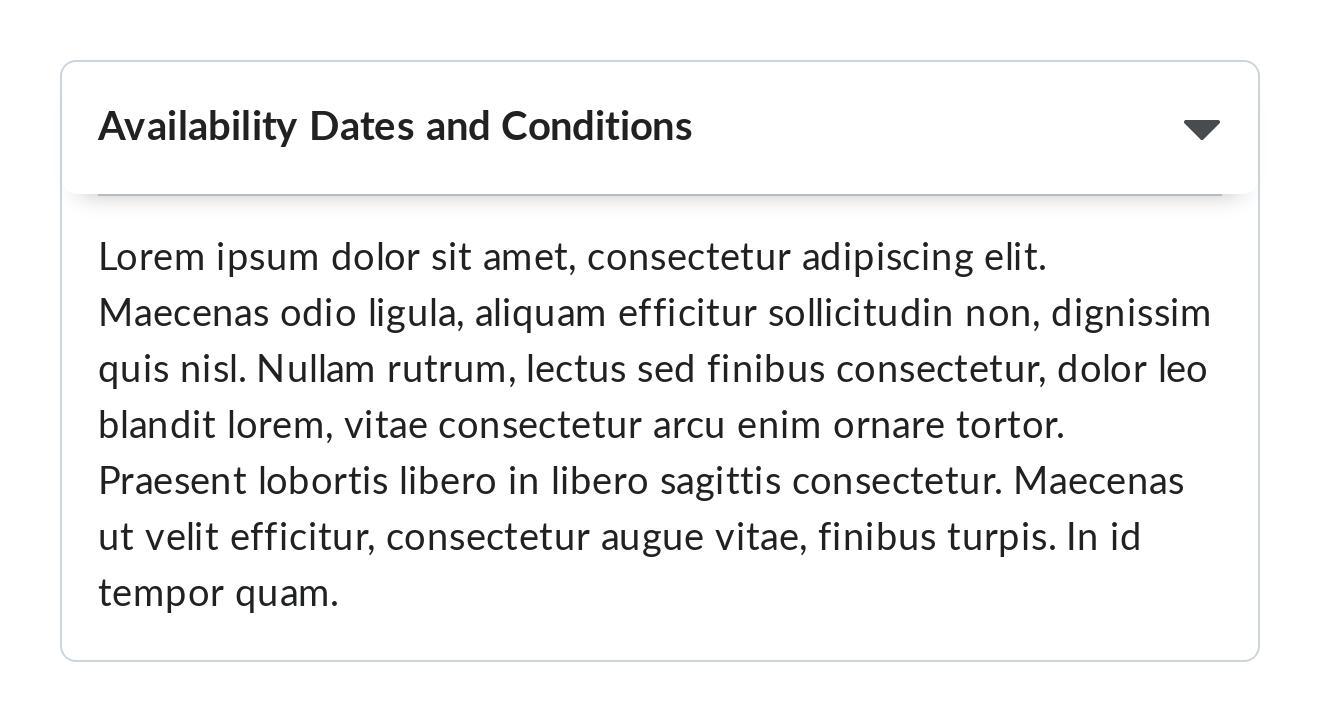 Availability Dates and Conditions
Lorem ipsum dolor sit amet, consectetur adipiscing elit.
Maecenas odio ligula, aliquam efficitur sollicitudin non, dignissim
quis nisl. Nullam rutrum, lectus sed finibus consectetur, dolor leo
blandit lorem, vitae consectetur arcu enim ornare tortor.
Praesent lobortis libero in libero sagittis consectetur. Maecenas
ut velit efficitur, consectetur augue vitae, finibus turpis. In id
tempor quam.